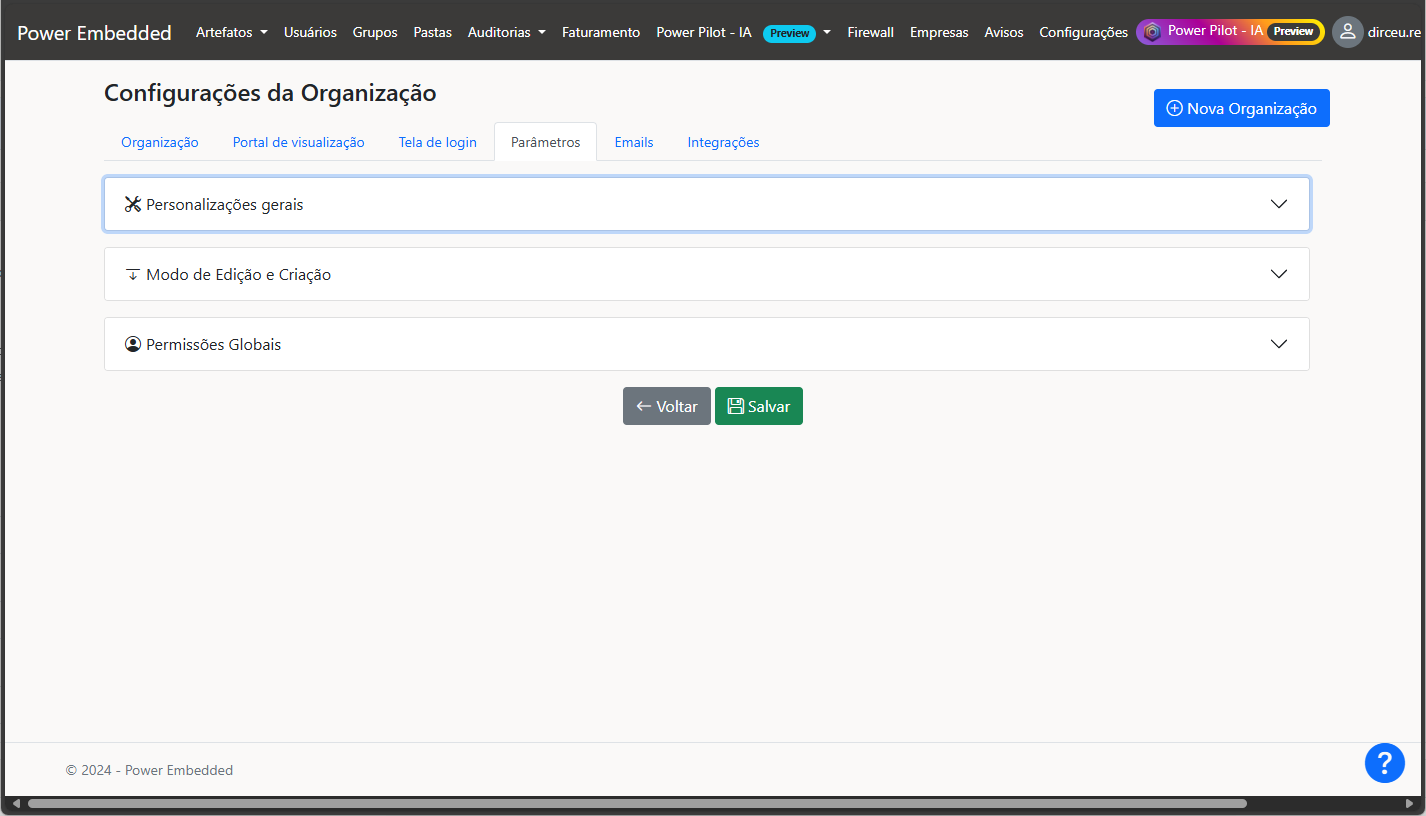 Power Embedded Artefatos Usuários Grupos Pastas Auditorias Faturamento Power Pilot - IA Preview Firewall Empresas Avisos Configurações Power Pilot - IA Preview dirceu.re
Configurações da Organização
Nova Organização
Organização Portal de visualização Tela de login Parâmetros Emails Integrações
Personalizações gerais
Modo de Edição e Criação
Permissões Globais
← Voltar Salvar
© 2024 - Power Embedded
?